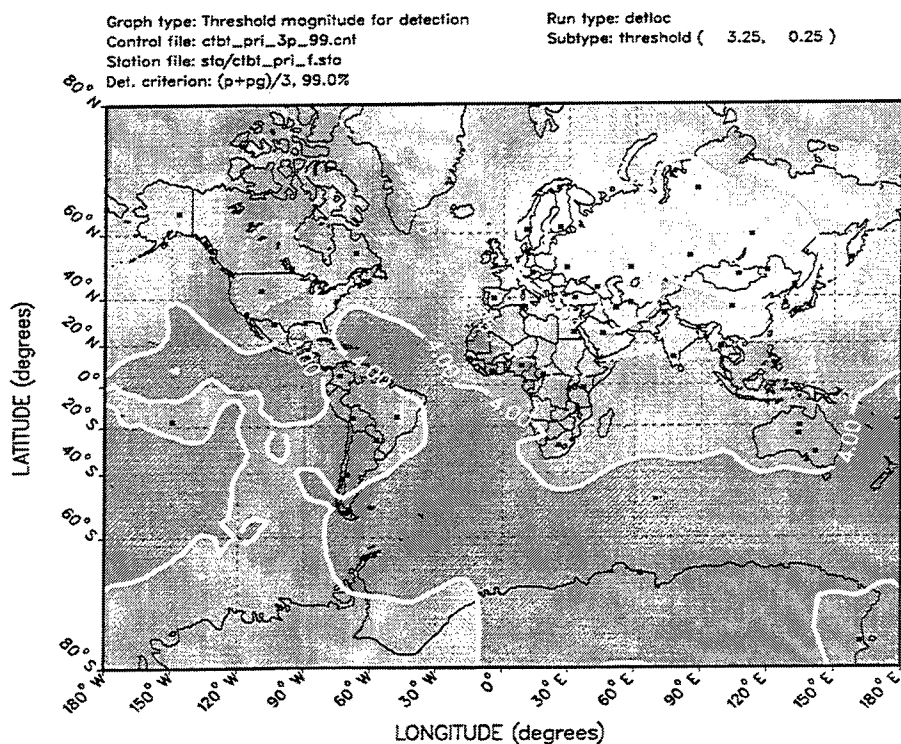 Graph type: Threshold magnitude for detection
Control file: ctbt_pri_3p_99.cnt
Station file: sta/ctbt_pri_f.sta
Det. criterion: (p+pg)/3, 99.0%
Run type: detloc
Subtype: threshold ( 3.25, 0.25 )
80° N
60° N
40° N
20° N
0°
20° S
40° S
60° S
80° S
LATITUDE (degrees)
4.00
4.00
4.00
4.00
180° W
150° W
120° W
90° W
60° W
30° W
0°
30° E
60° E
90° E
120° E
150° E
180° E
LONGITUDE (degrees)